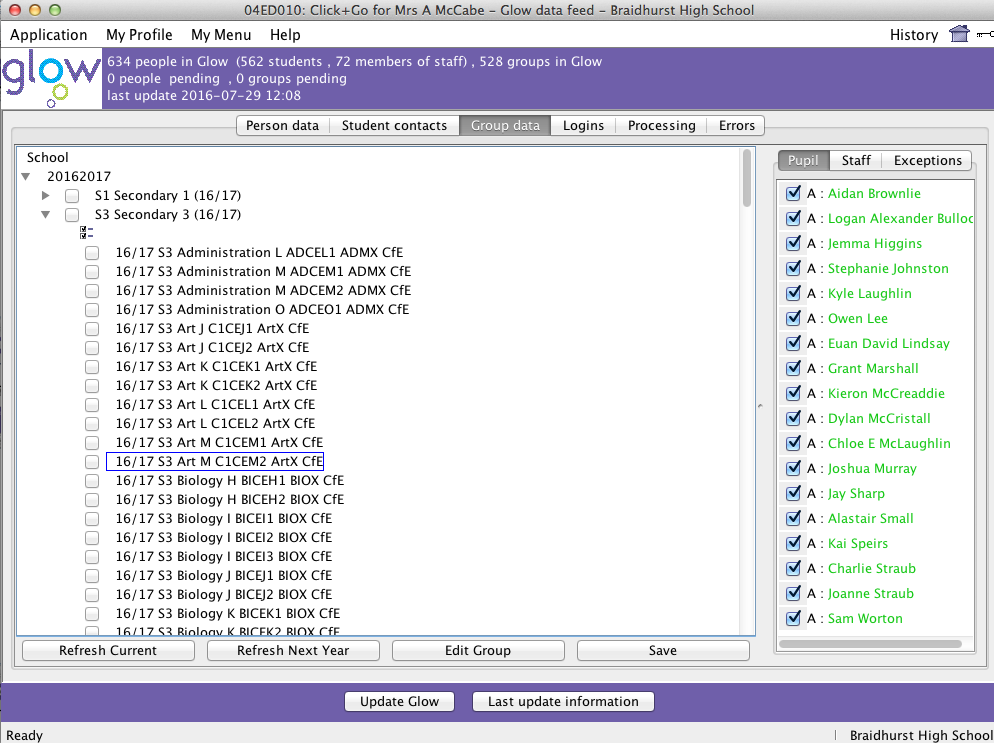 04ED010: Click+Go for Mrs A McCabe - Glow data feed - Braidhurst High School
Application My Profile My Menu Help History
glow
634 people in Glow (562 students , 72 members of staff) , 528 groups in Glow
0 people pending , 0 groups pending
last update 2016-07-29 12:08
Person data Student contacts Group data Logins Processing Errors
School
20162017
S1 Secondary 1 (16/17)
S3 Secondary 3 (16/17)
16/17 S3 Administration L ADCEL1 ADMX CfE
16/17 S3 Administration M ADCEM1 ADMX CfE
16/17 S3 Administration M ADCEM2 ADMX CfE
16/17 S3 Administration O ADCEO1 ADMX CfE
16/17 S3 Art J C1CEJ1 ArtX CfE
16/17 S3 Art J C1CEJ2 ArtX CfE
16/17 S3 Art K C1CEK1 ArtX CfE
16/17 S3 Art K C1CEK2 ArtX CfE
16/17 S3 Art L C1CEL1 ArtX CfE
16/17 S3 Art L C1CEL2 ArtX CfE
16/17 S3 Art M C1CEM1 ArtX CfE
16/17 S3 Art M C1CEM2 ArtX CfE
16/17 S3 Biology H BICEH1 BIOX CfE
16/17 S3 Biology H BICEH2 BIOX CfE
16/17 S3 Biology I BICEI1 BIOX CfE
16/17 S3 Biology I BICEI2 BIOX CfE
16/17 S3 Biology I BICEI3 BIOX CfE
16/17 S3 Biology J BICEJ1 BIOX CfE
16/17 S3 Biology J BICEJ2 BIOX CfE
16/17 S3 Biology K BICEK1 BIOX CfE
16/17 S3 Biology K BICEK2 BIOX CfE
Refresh Current Refresh Next Year Edit Group Save
Pupil Staff Exceptions
A : Aidan Brownlie
A : Logan Alexander Bulloc
A : Jemma Higgins
A : Stephanie Johnston
A : Kyle Laughlin
A : Owen Lee
A : Euan David Lindsay
A : Grant Marshall
A : Kieron McCreaddie
A : Dylan McCristall
A : Chloe E McLaughlin
A : Joshua Murray
A : Jay Sharp
A : Alastair Small
A : Kai Speirs
A : Charlie Straub
A : Joanne Straub
A : Sam Worton
Update Glow Last update information
Ready Braidhurst High School